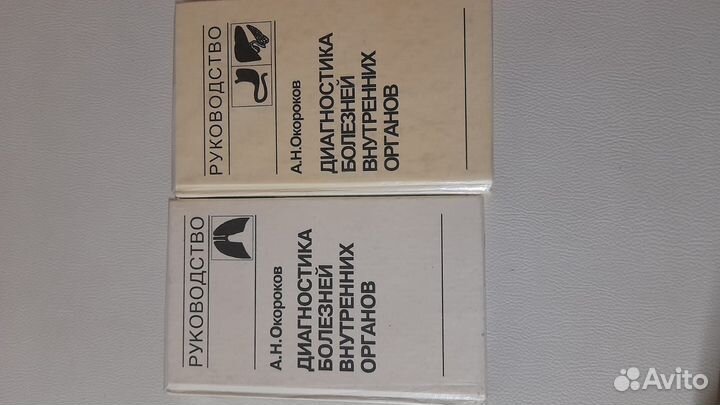 РУКОВОДСТВО
А.Н.Окороков
ДИАГНОСТИКА
БОЛЕЗНЕЙ
ВНУТРЕННИХ
ОРГАНОВ
РУКОВОДСТВО
А.Н.Окороков
ДИАГНОСТИКА
БОЛЕЗНЕЙ
ВНУТРЕННИХ
ОРГАНОВ
Avito